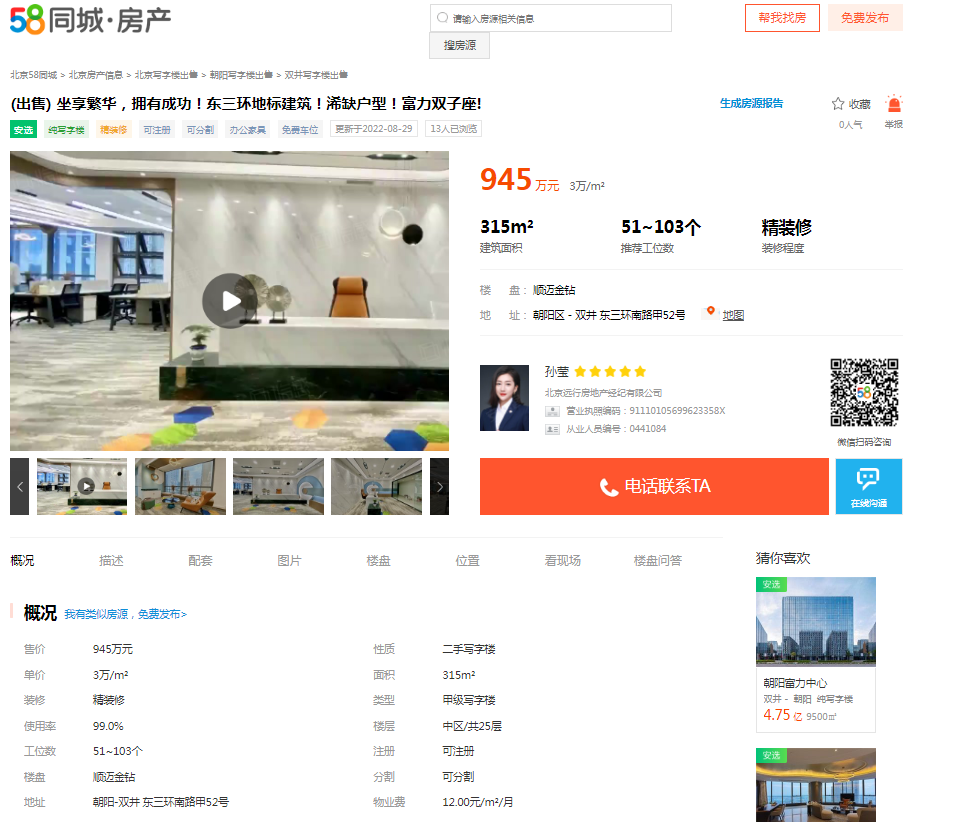 58同城·房产
请输入房源相关信息
搜房源
帮我找房
免费发布
北京58同城 > 北京房产信息 > 北京写字楼出售 > 朝阳写字楼出售 > 双井写字楼出售
(出售) 坐享繁华，拥有成功！东三环地标建筑！浠缺户型！富力双子座!
生成房源报告
收藏
0人气
举报
安选 纯写字楼 精装修 可注册 可分割 办公家具 免费车位 更新于2022-08-29 13人已浏览
945万元 3万/m²
315m² 51~103个 精装修
建筑面积 推荐工位数 装修程度
楼 盘: 顺迈金钻
地 址: 朝阳区 - 双井 东三环南路甲52号 地图
孙莹
北京远行房地产经纪有限公司
营业执照编码：91110105699623358X
从业人员编号：0441084
58
微信扫码咨询
电话联系TA
在线沟通
概况 描述 配套 图片 楼盘 位置 看现场 楼盘问答
概况 我有类似房源，免费发布>
售价 945万元 性质 二手写字楼
单价 3万/m² 面积 315m²
装修 精装修 类型 甲级写字楼
使用率 99.0% 楼层 中区/共25层
工位数 51~103个 注册 可注册
楼盘 顺迈金钻 分割 可分割
地址 朝阳-双井 东三环南路甲52号 物业费 12.00元/m²/月
猜你喜欢
安选
朝阳富力中心
双井 - 朝阳 纯写字楼
4.75 亿 9500㎡
安选